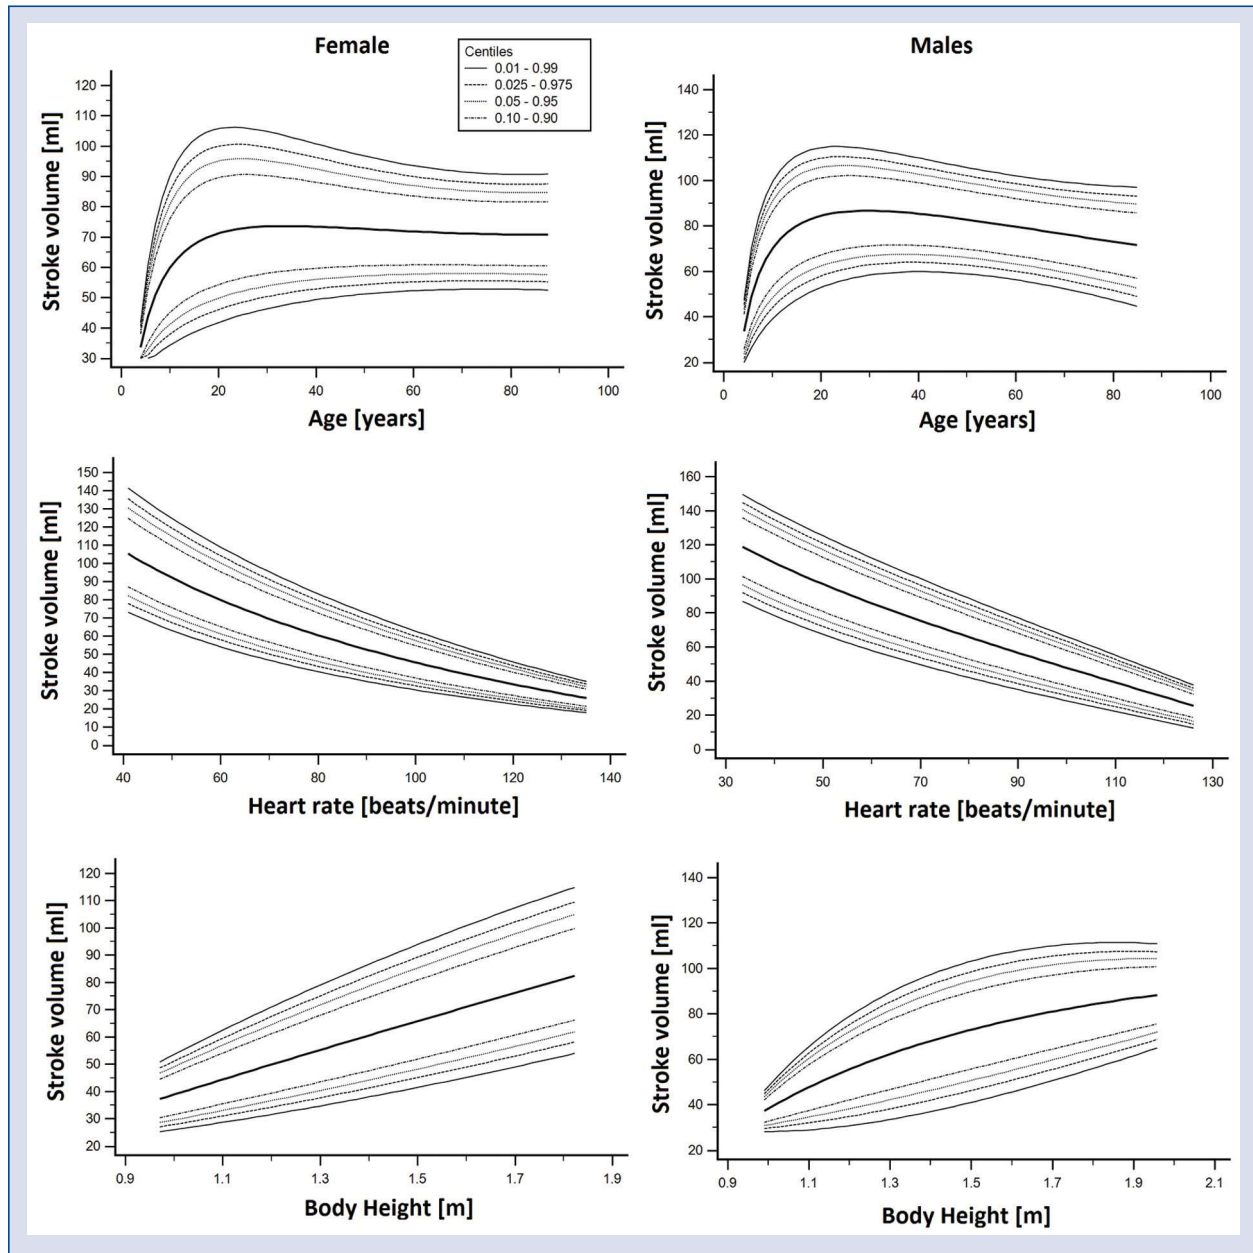 Female
Males
Centiles
0.01 - 0.99
0.025 - 0.975
0.05 - 0.95
0.10 - 0.90
Stroke volume [ml]
120
110
100
90
80
70
60
50
40
30
0 20 40 60 80 100
Age [years]
Stroke volume [ml]
140
120
100
80
60
40
20
0 20 40 60 80 100
Age [years]
Stroke volume [ml]
150
140
130
120
110
100
90
80
70
60
50
40
30
20
10
0
40 60 80 100 120 140
Heart rate [beats/minute]
Stroke volume [ml]
160
140
120
100
80
60
40
20
0
30 50 70 90 110 130
Heart rate [beats/minute]
Stroke volume [ml]
120
110
100
90
80
70
60
50
40
30
20
0.9 1.1 1.3 1.5 1.7 1.9
Body Height [m]
Stroke volume [ml]
140
120
100
80
60
40
20
0.9 1.1 1.3 1.5 1.7 1.9 2.1
Body Height [m]